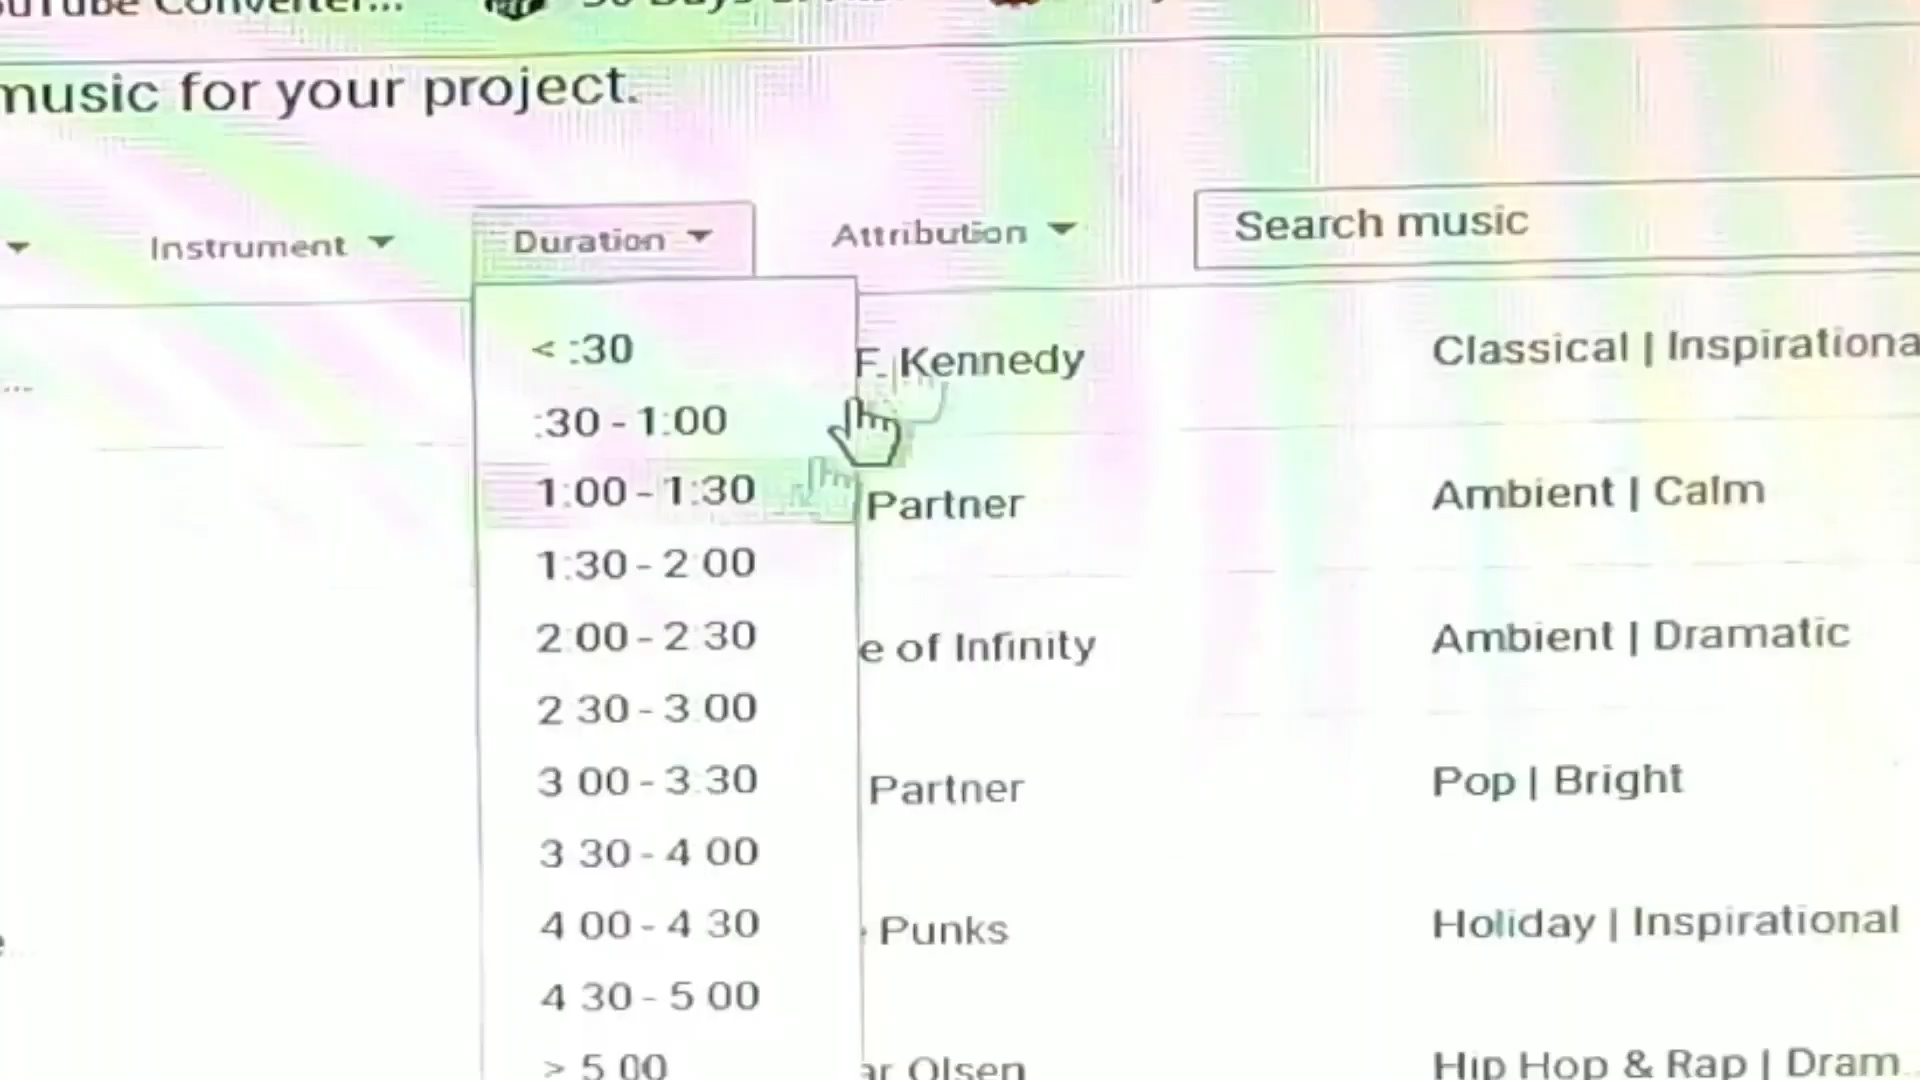 Converter...
music for your project.
Instrument Duration Attribution Search music
< :30
:30 - 1:00
1:00 - 1:30
1:30 - 2:00
2:00 - 2:30
2:30 - 3:00
3:00 - 3:30
3:30 - 4:00
4:00 - 4:30
4:30 - 5:00
> 5:00
F. Kennedy Classical | Inspirationa
Partner Ambient | Calm
e of Infinity Ambient | Dramatic
Partner Pop | Bright
Punks Holiday | Inspirational
ar Olsen Hip Hop & Rap | Dram...